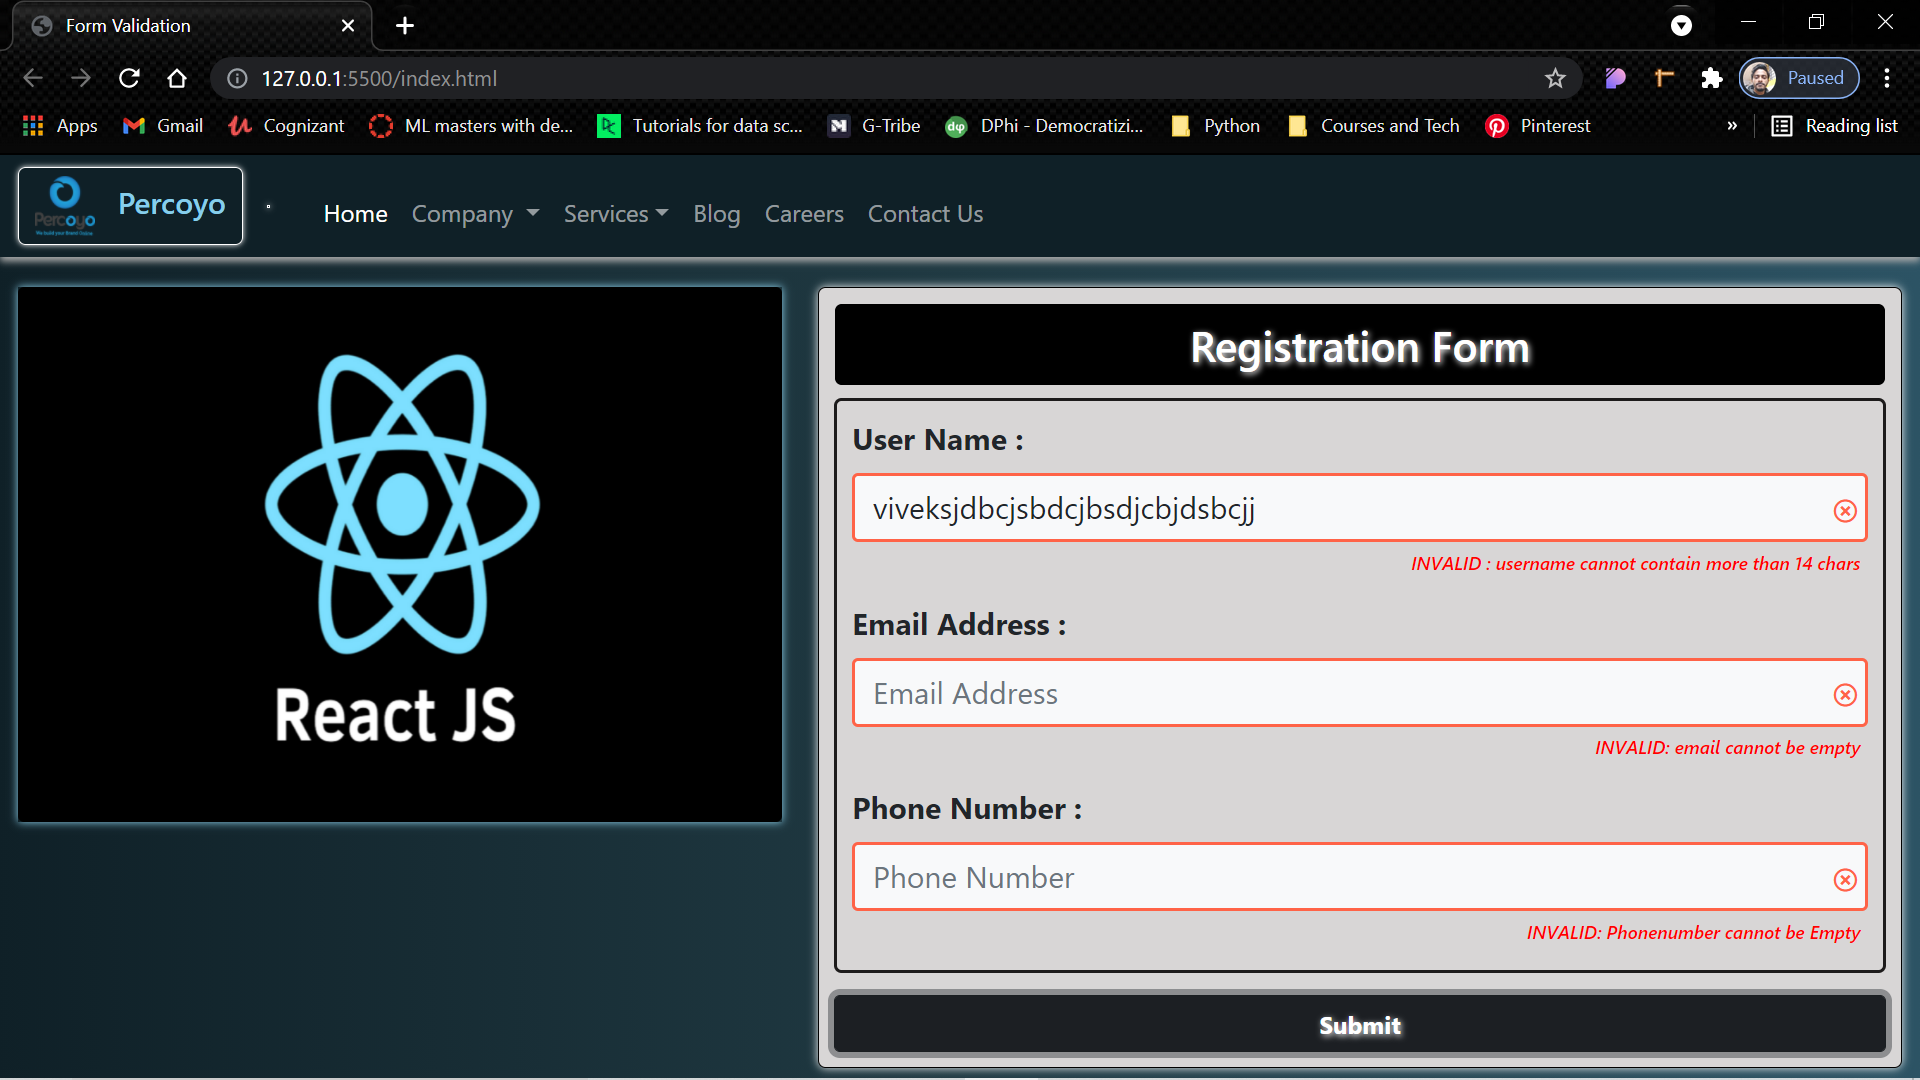 Form Validation
127.0.0.1:5500/index.html
Paused
Apps
Gmail
Cognizant
ML masters with de...
Tutorials for data sc...
G-Tribe
DPhi - Democratizi...
Python
Courses and Tech
Pinterest
»
Reading list
Percoyo
Percoyo
Home
Company
Services
Blog
Careers
Contact Us
React JS
Registration Form
User Name :
viveksjdbcjsbdcjbsdjcbjdsbcjj
INVALID : username cannot contain more than 14 chars
Email Address :
Email Address
INVALID: email cannot be empty
Phone Number :
Phone Number
INVALID: Phonenumber cannot be Empty
Submit